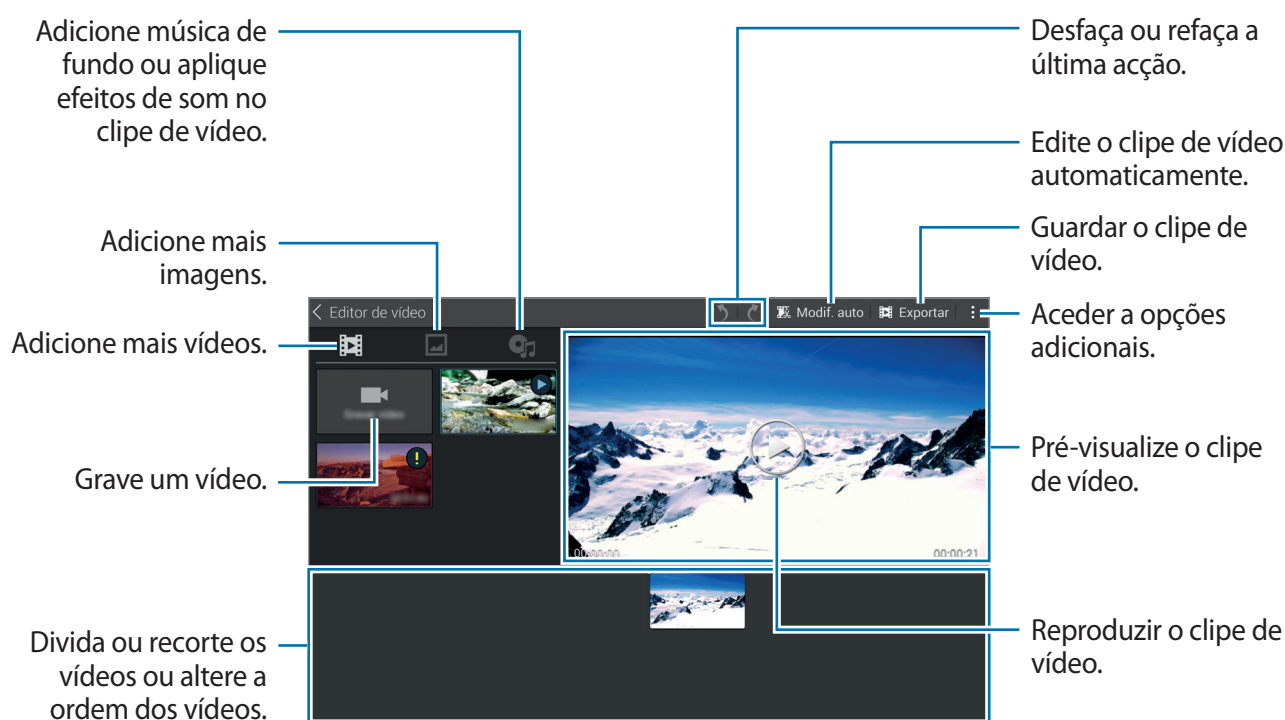 Adicione música de
fundo ou aplique
efeitos de som no
clipe de vídeo.
Adicione mais
imagens.
Adicione mais vídeos.
Grave um vídeo.
Divida ou recorte os
vídeos ou altere a
ordem dos vídeos.
Editor de vídeo
Modif. auto
Exportar
00:00:21
Desfaça ou refaça a
última acção.
Edite o clipe de vídeo
automaticamente.
Guardar o clipe de
vídeo.
Aceder a opções
adicionais.
Pré-visualize o clipe
de vídeo.
Reproduzir o clipe de
vídeo.